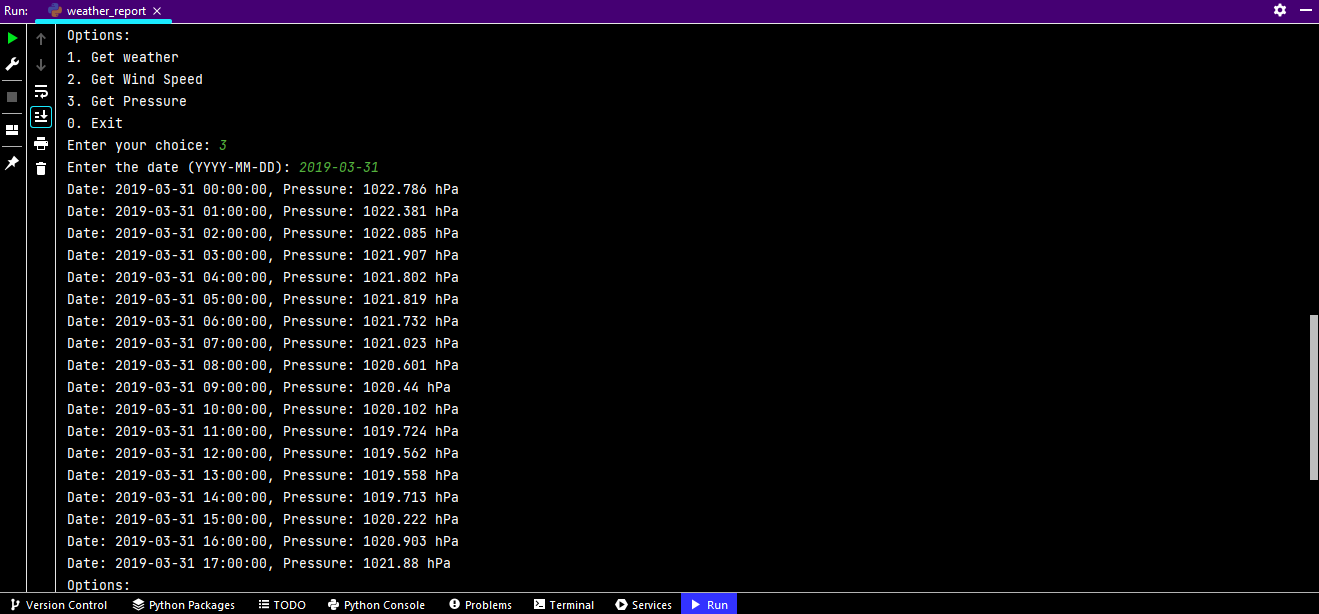 Run: weather_report
Options:
1. Get weather
2. Get Wind Speed
3. Get Pressure
0. Exit
Enter your choice: 3
Enter the date (YYYY-MM-DD): 2019-03-31
Date: 2019-03-31 00:00:00, Pressure: 1022.786 hPa
Date: 2019-03-31 01:00:00, Pressure: 1022.381 hPa
Date: 2019-03-31 02:00:00, Pressure: 1022.085 hPa
Date: 2019-03-31 03:00:00, Pressure: 1021.907 hPa
Date: 2019-03-31 04:00:00, Pressure: 1021.802 hPa
Date: 2019-03-31 05:00:00, Pressure: 1021.819 hPa
Date: 2019-03-31 06:00:00, Pressure: 1021.732 hPa
Date: 2019-03-31 07:00:00, Pressure: 1021.023 hPa
Date: 2019-03-31 08:00:00, Pressure: 1020.601 hPa
Date: 2019-03-31 09:00:00, Pressure: 1020.44 hPa
Date: 2019-03-31 10:00:00, Pressure: 1020.102 hPa
Date: 2019-03-31 11:00:00, Pressure: 1019.724 hPa
Date: 2019-03-31 12:00:00, Pressure: 1019.562 hPa
Date: 2019-03-31 13:00:00, Pressure: 1019.558 hPa
Date: 2019-03-31 14:00:00, Pressure: 1019.713 hPa
Date: 2019-03-31 15:00:00, Pressure: 1020.222 hPa
Date: 2019-03-31 16:00:00, Pressure: 1020.903 hPa
Date: 2019-03-31 17:00:00, Pressure: 1021.88 hPa
Options:
Version Control Python Packages TODO Python Console Problems Terminal Services Run